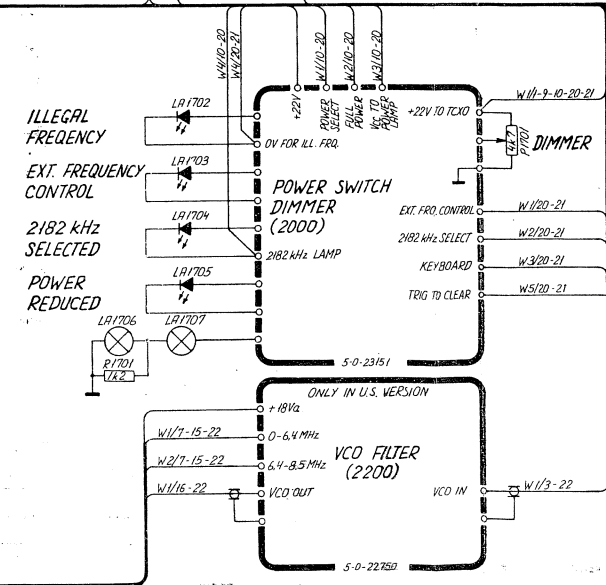 W4/10-20
W4/20-21
W1/10-20
W2/10-20
W3/10-20
W1/1-9-10-20-21
+22V
POWER
SELECT
FULL
POWER
VCC TO
POWER
LAMP
+22V TO TCXO
4k7
P1701
DIMMER
ILLEGAL
FREQENCY
LA1702
0V FOR ILL. FRQ.
EXT. FREQUENCY
CONTROL
LA1703
POWER SWITCH
DIMMER
(2000)
2182 kHz
SELECTED
LA1704
2182 kHz LAMP
POWER
REDUCED
LA1705
LA1706
LA1707
R1701
1k2
EXT. FRQ. CONTROL
W1/20-21
2182 kHz SELECT
W2/20-21
KEYBOARD
W3/20-21
TRIG TO CLEAR
W5/20-21
5-0-23151
ONLY IN U.S. VERSION
+18Va
W1/7-15-22
0-6,4 MHz
W2/7-15-22
6,4-8.5 MHz
W1/16-22
VCO OUT
VCO FILTER
(2200)
VCO IN
W1/3-22
5-0-22750